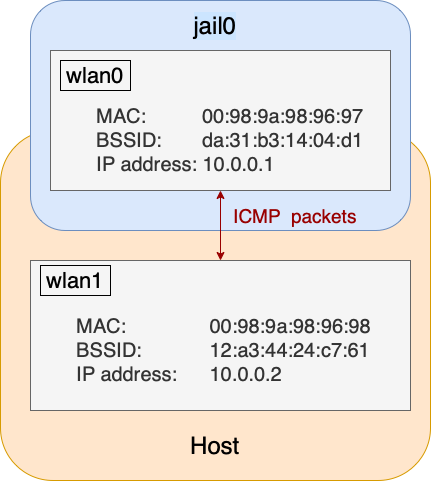 jail0
wlan0
MAC: 00:98:9a:98:96:97
BSSID: da:31:b3:14:04:d1
IP address: 10.0.0.1
ICMP packets
wlan1
MAC: 00:98:9a:98:96:98
BSSID: 12:a3:44:24:c7:61
IP address: 10.0.0.2
Host